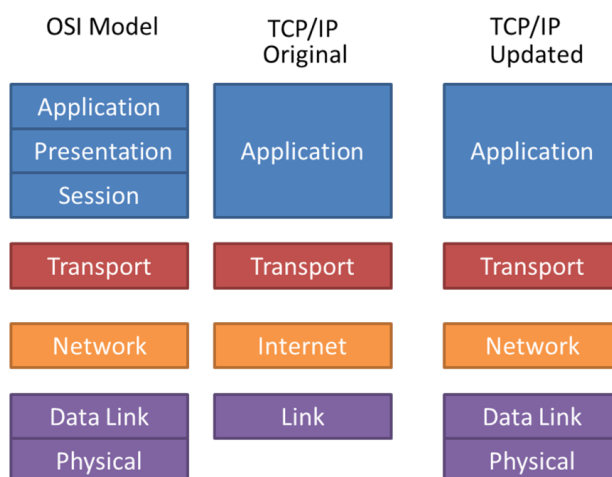 OSI Model
Application
Presentation
Session
Transport
Network
Data Link
Physical
TCP/IP
Original
Application
Transport
Internet
Link
TCP/IP
Updated
Application
Transport
Network
Data Link
Physical